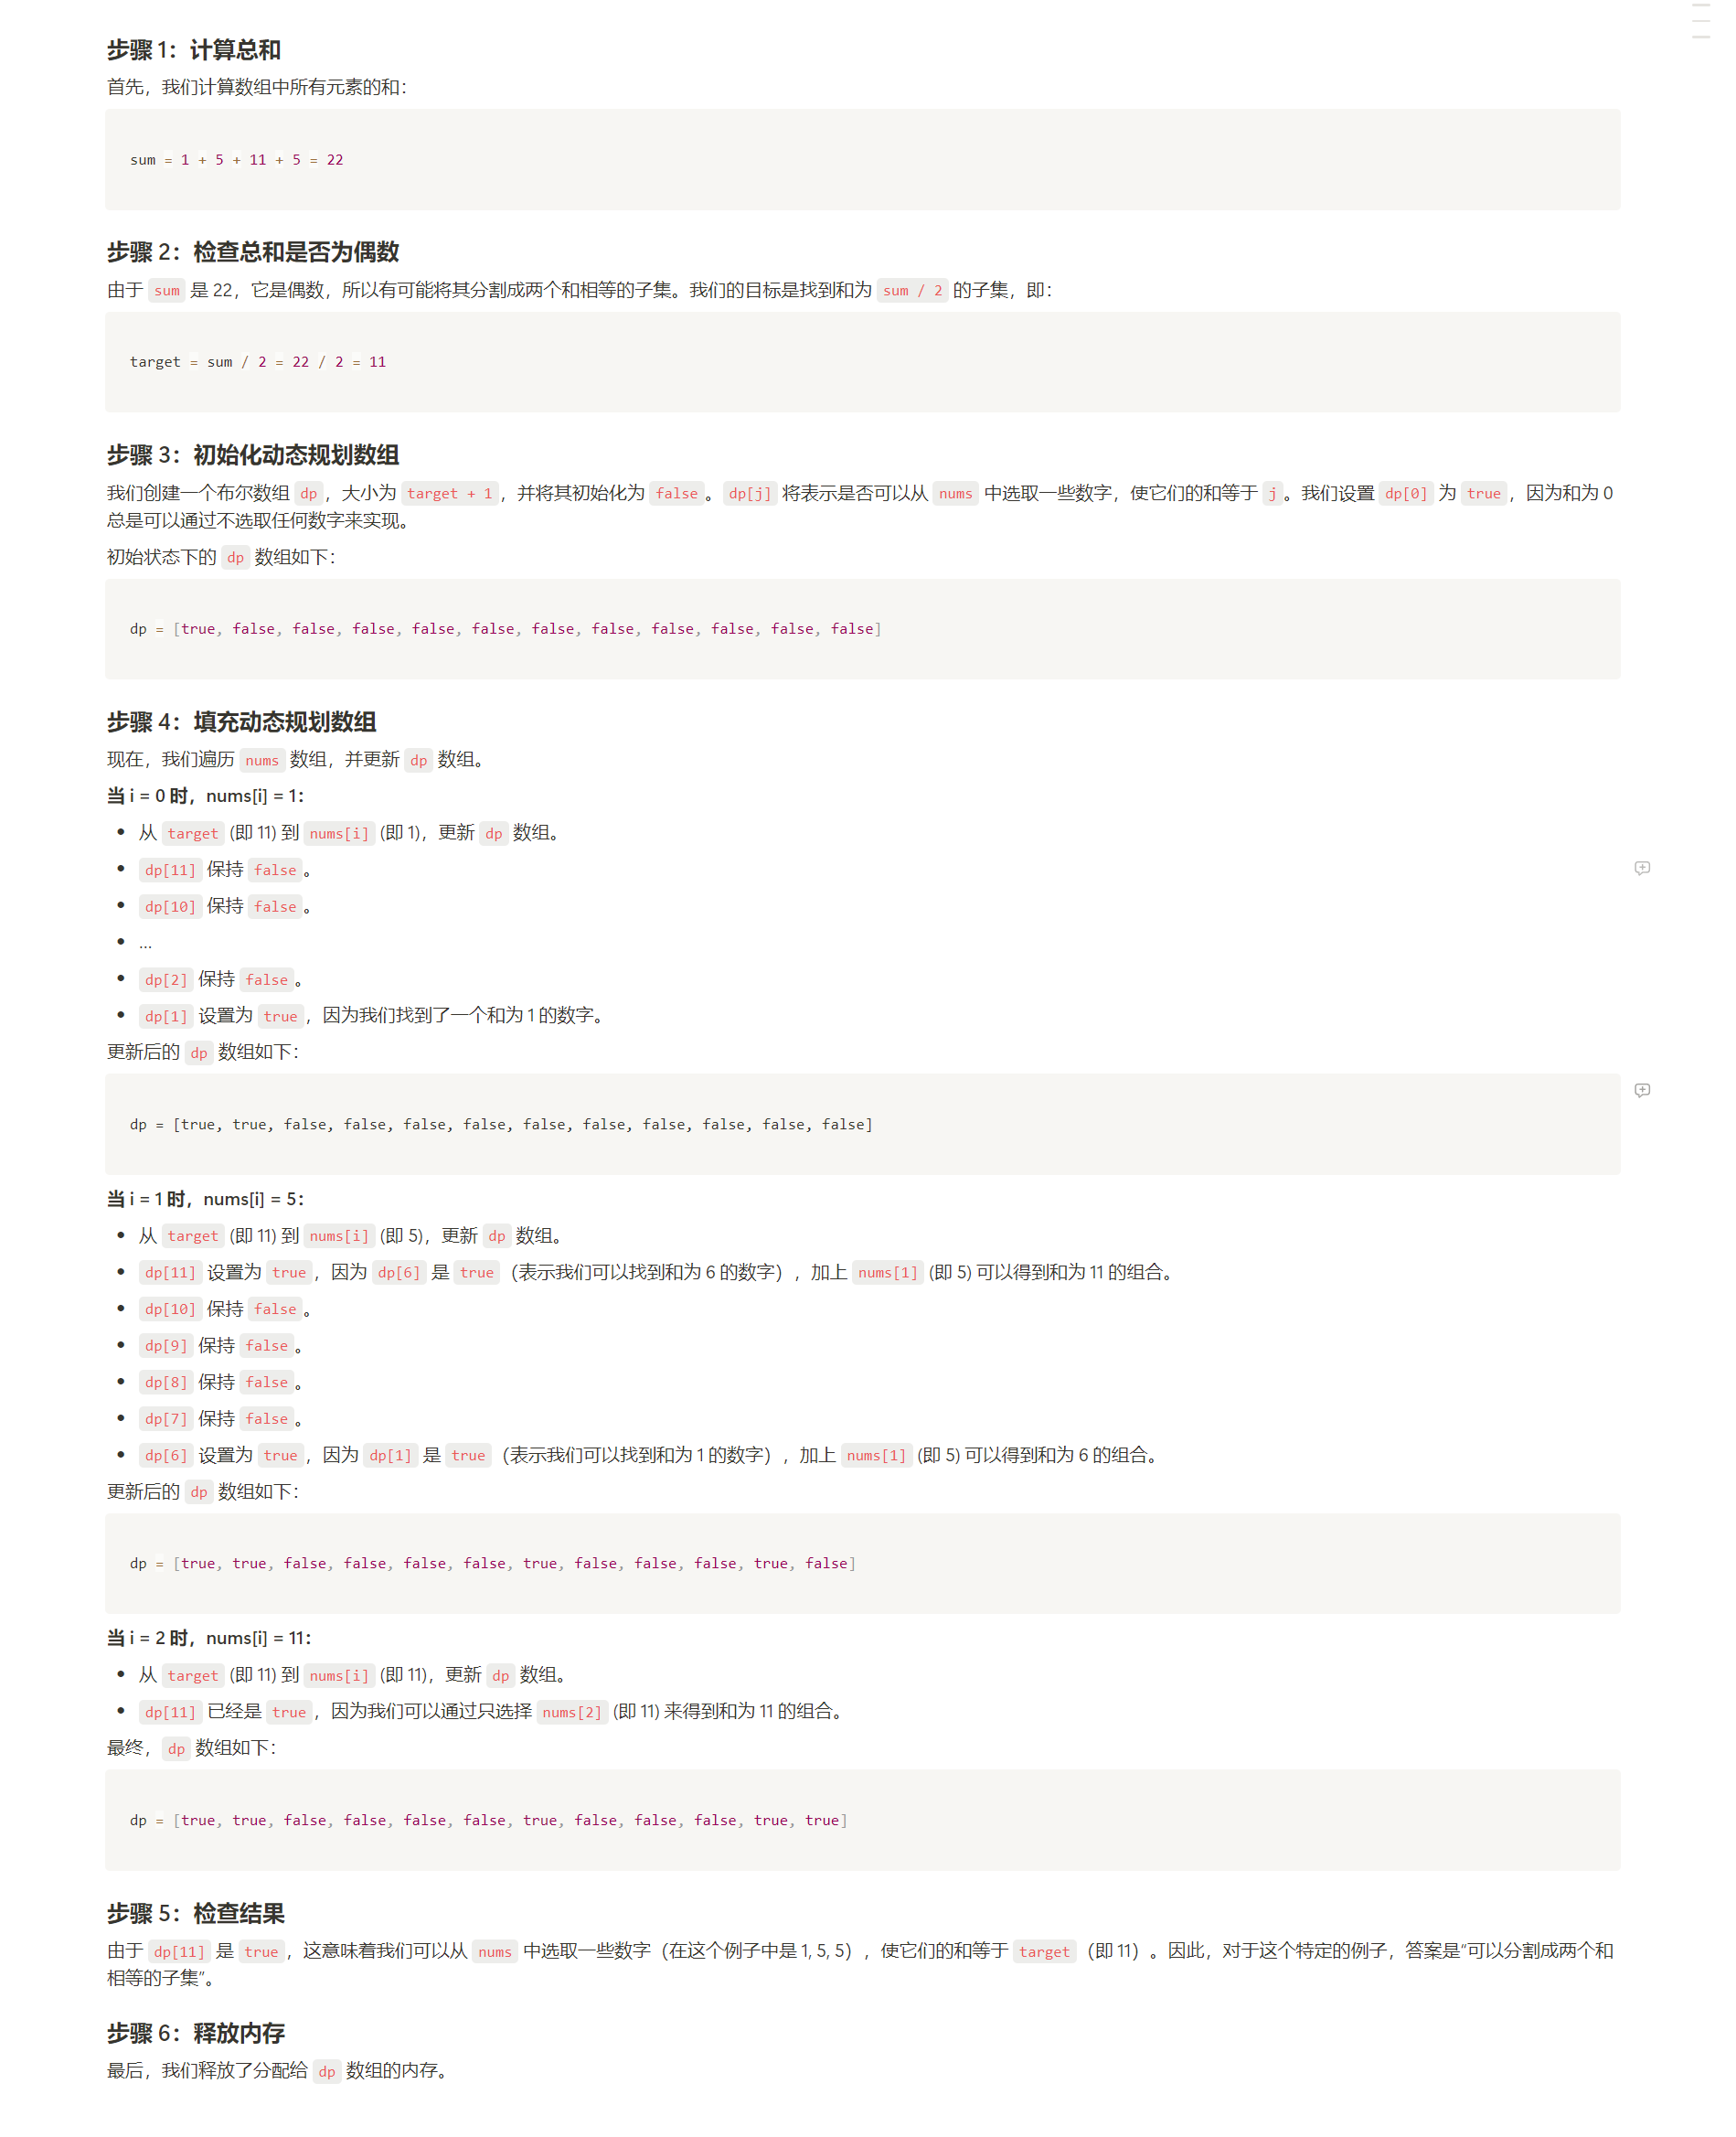 步骤 1：计算总和
首先，我们计算数组中所有元素的和：
sum = 1 + 5 + 11 + 5 = 22
步骤 2：检查总和是否为偶数
由于 sum 是 22，它是偶数，所以有可能将其分割成两个和相等的子集。我们的目标是找到和为 sum / 2 的子集，即：
target = sum / 2 = 22 / 2 = 11
步骤 3：初始化动态规划数组
我们创建一个布尔数组 dp，大小为 target + 1，并将其初始化为 false。dp[j] 将表示是否可以从 nums 中选取一些数字，使它们的和等于 j。我们设置 dp[0] 为 true，因为和为 0
总是可以通过不选取任何数字来实现。
初始状态下的 dp 数组如下：
dp = [true, false, false, false, false, false, false, false, false, false, false, false]
步骤 4：填充动态规划数组
现在，我们遍历 nums 数组，并更新 dp 数组。
当 i = 0 时，nums[i] = 1：
• 从 target (即 11) 到 nums[i] (即 1)，更新 dp 数组。
• dp[11] 保持 false。
• dp[10] 保持 false。
• ...
• dp[2] 保持 false。
• dp[1] 设置为 true，因为我们找到了一个和为 1 的数字。
更新后的 dp 数组如下：
dp = [true, true, false, false, false, false, false, false, false, false, false, false]
当 i = 1 时，nums[i] = 5：
• 从 target (即 11) 到 nums[i] (即 5)，更新 dp 数组。
• dp[11] 设置为 true，因为 dp[6] 是 true（表示我们可以找到和为 6 的数字），加上 nums[1] (即 5) 可以得到和为 11 的组合。
• dp[10] 保持 false。
• dp[9] 保持 false。
• dp[8] 保持 false。
• dp[7] 保持 false。
• dp[6] 设置为 true，因为 dp[1] 是 true（表示我们可以找到和为 1 的数字），加上 nums[1] (即 5) 可以得到和为 6 的组合。
更新后的 dp 数组如下：
dp = [true, true, false, false, false, false, true, false, false, false, true, false]
当 i = 2 时，nums[i] = 11：
• 从 target (即 11) 到 nums[i] (即 11)，更新 dp 数组。
• dp[11] 已经是 true，因为我们可以通过只选择 nums[2] (即 11) 来得到和为 11 的组合。
最终，dp 数组如下：
dp = [true, true, false, false, false, false, true, false, false, false, true, true]
步骤 5：检查结果
由于 dp[11] 是 true，这意味着我们可以从 nums 中选取一些数字（在这个例子中是 1, 5, 5），使它们的和等于 target（即 11）。因此，对于这个特定的例子，答案是“可以分割成两个和
相等的子集”。
步骤 6：释放内存
最后，我们释放了分配给 dp 数组的内存。